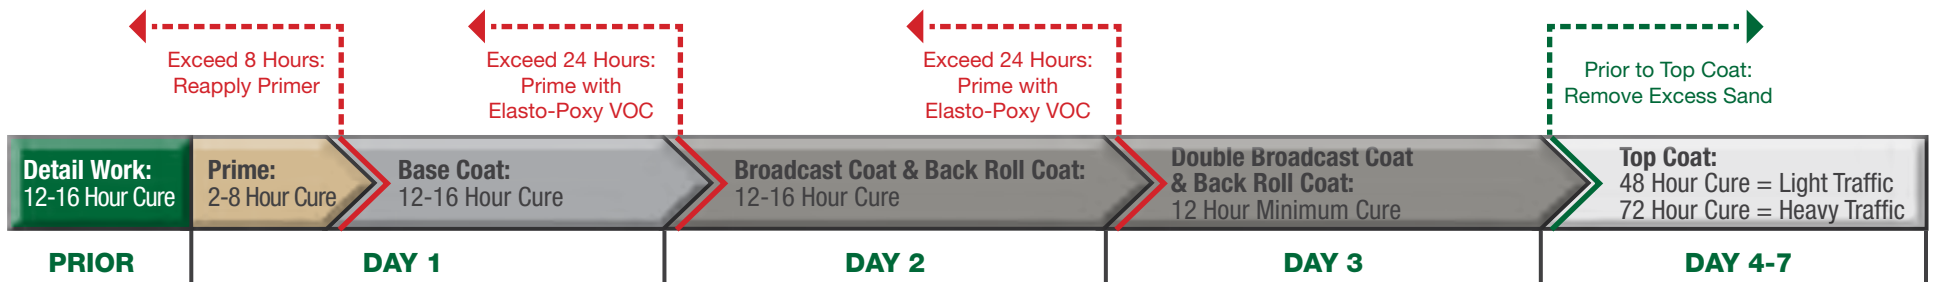 Exceed 8 Hours:
Reapply Primer
Exceed 24 Hours:
Prime with
Elasto-Poxy VOC
Exceed 24 Hours:
Prime with
Elasto-Poxy VOC
Prior to Top Coat:
Remove Excess Sand
Detail Work:
12-16 Hour Cure
Prime:
2-8 Hour Cure
Base Coat:
12-16 Hour Cure
Broadcast Coat & Back Roll Coat:
12-16 Hour Cure
Double Broadcast Coat
& Back Roll Coat:
12 Hour Minimum Cure
Top Coat:
48 Hour Cure = Light Traffic
72 Hour Cure = Heavy Traffic
PRIOR
DAY 1
DAY 2
DAY 3
DAY 4-7